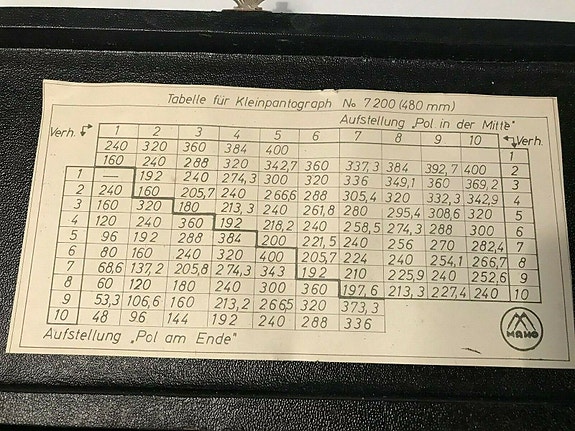 Tabelle für Kleinpantograph No 7200 (480 mm)
Aufstellung „Pol in der Mitte"
Verh. 1 2 3 4 5 6 7 8 9 10 Verh.
240 320 360 384 400 1
160 240 288 320 342,7 360 337,3 384 392,7 400 2
1 — 192 240 274,3 300 320 336 349,1 360 369,2 3
2 240 160 205,7 240 266,6 288 305,4 320 332,3 342,9 4
3 160 320 180 213,3 240 261,8 280 295,4 308,6 320 5
4 120 240 360 192 218,2 240 258,5 274,3 288 300 6
5 96 192 288 384 200 221,5 240 256 270 282,4 7
6 80 160 240 320 400 205,7 224 240 254,1 266,7 8
7 68,6 137,2 205,8 274,3 343 192 210 225,9 240 252,6 9
8 60 120 180 240 300 360 197,6 213,3 227,4 240 10
9 53,3 106,6 160 213,2 266,5 320 373,3
10 48 96 144 192 240 288 336
Aufstellung „Pol am Ende"
MAHO